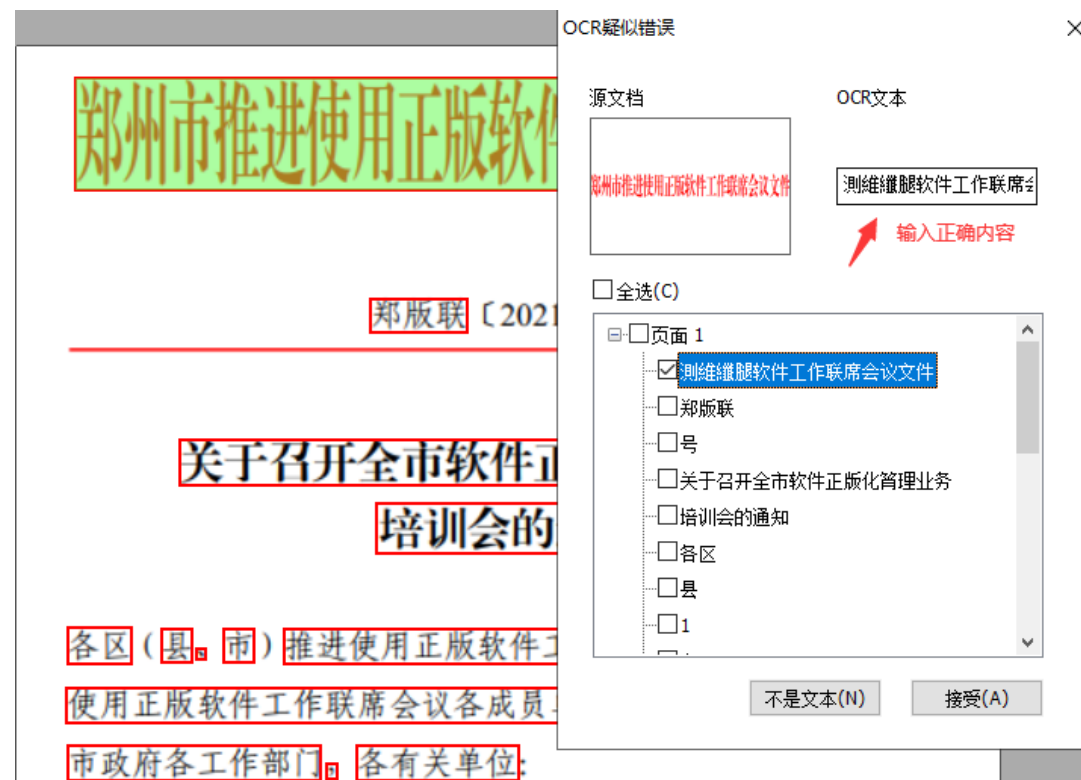 郑州市推进使用正版软件
郑版联〔2021
关于召开全市软件正
培训会的
各区（县、市）推进使用正版软件工
使用正版软件工作联席会议各成员
市政府各工作部门，各有关单位：
OCR疑似错误
源文档
OCR文本
郑州市推进使用正版软件工作联席会议文件
測維纖腿软件工作联席会
输入正确内容
全选(C)
页面 1
測維纖腿软件工作联席会议文件
郑版联
号
关于召开全市软件正版化管理业务
培训会的通知
各区
县
1
不是文本(N)
接受(A)